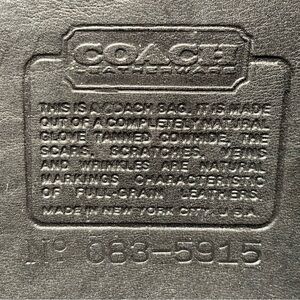 COACH
LEATHERWARE
THIS IS A COACH BAG. IT IS MADE
OUT OF A COMPLETELY NATURAL
GLOVE TANNED COWHIDE. THE
SCARS, SCRATCHES, VEINS
AND WRINKLES ARE NATURAL
MARKINGS CHARACTERISTIC
OF FULL-GRAIN LEATHERS.
MADE IN NEW YORK CITY, U.S.A.
Nº 083-5915